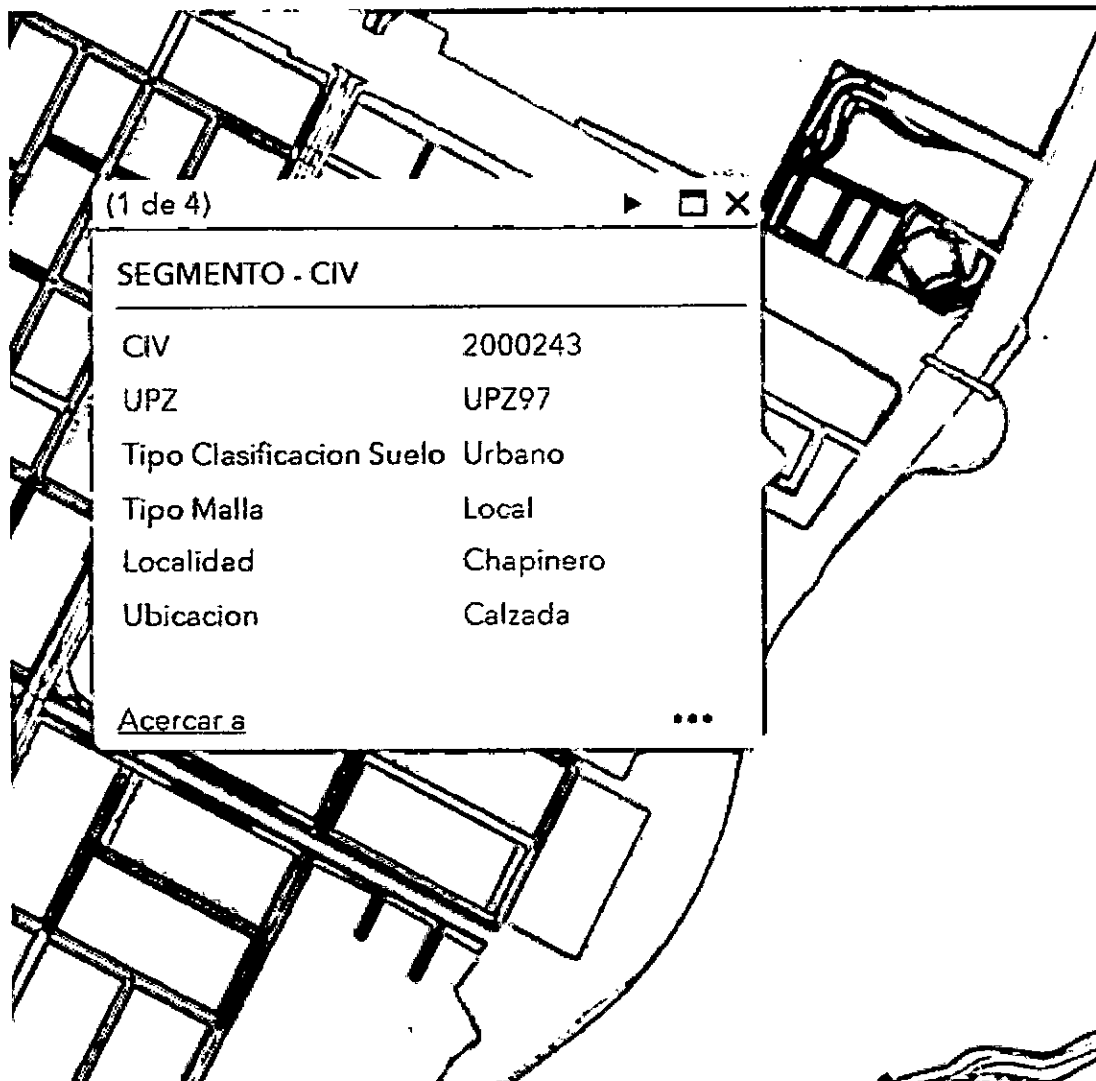 (1 de 4)
SEGMENTO - CIV
CIV 2000243
UPZ UPZ97
Tipo Clasificacion Suelo Urbano
Tipo Malla Local
Localidad Chapinero
Ubicacion Calzada
Acercar a